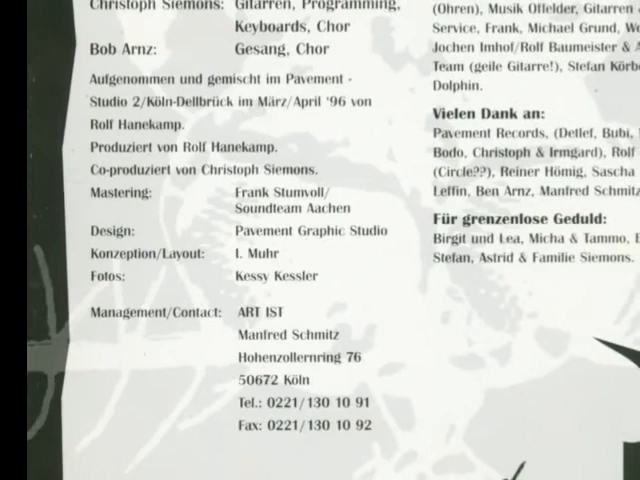 Christoph Siemons: Gitarren, Programming,
Keyboards, Chor
Bob Arnz: Gesang, Chor
Aufgenommen und gemischt im Pavement -
Studio 2/Köln-Dellbrück im März/April '96 von
Rolf Hanekamp.
Produziert von Rolf Hanekamp.
Co-produziert von Christoph Siemons.
Mastering: Frank Stumvoll/
Soundteam Aachen
Design: Pavement Graphic Studio
Konzeption/Layout: I. Muhr
Fotos: Kessy Kessler
Management/Contact: ART IST
Manfred Schmitz
Hohenzollernring 76
50672 Köln
Tel.: 0221/130 10 91
Fax: 0221/130 10 92
(Ohren), Musik Offelder, Gitarren
Service, Frank, Michael Grund,
Jochen Imhof/Rolf Baumeister &
Team (geile Gitarre!), Stefan
Dolphin.
Vielen Dank an:
Pavement Records, (Detlef, Bubi,
Bodo, Christoph & Irmgard), Rolf
(Circle??), Reiner Hömig, Sascha
Leffin, Ben Arnz, Manfred Schmitz
Für grenzenlose Geduld:
Birgit und Lea, Micha & Tammo,
Stefan, Astrid & Familie Siemons.